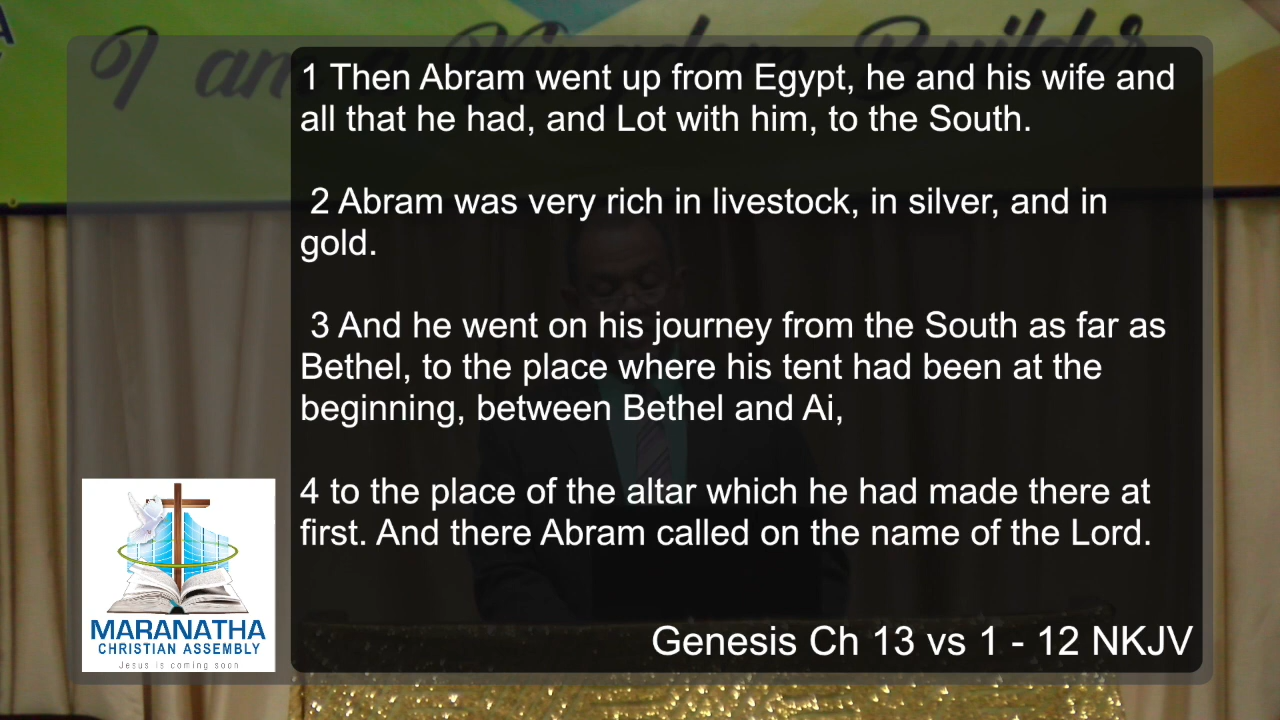 I am a Kingdom Builder
1 Then Abram went up from Egypt, he and his wife and
all that he had, and Lot with him, to the South.
2 Abram was very rich in livestock, in silver, and in
gold.
3 And he went on his journey from the South as far as
Bethel, to the place where his tent had been at the
beginning, between Bethel and Ai,
4 to the place of the altar which he had made there at
first. And there Abram called on the name of the Lord.
Genesis Ch 13 vs 1 - 12 NKJV
MARANATHA
CHRISTIAN ASSEMBLY
Jesus is coming soon